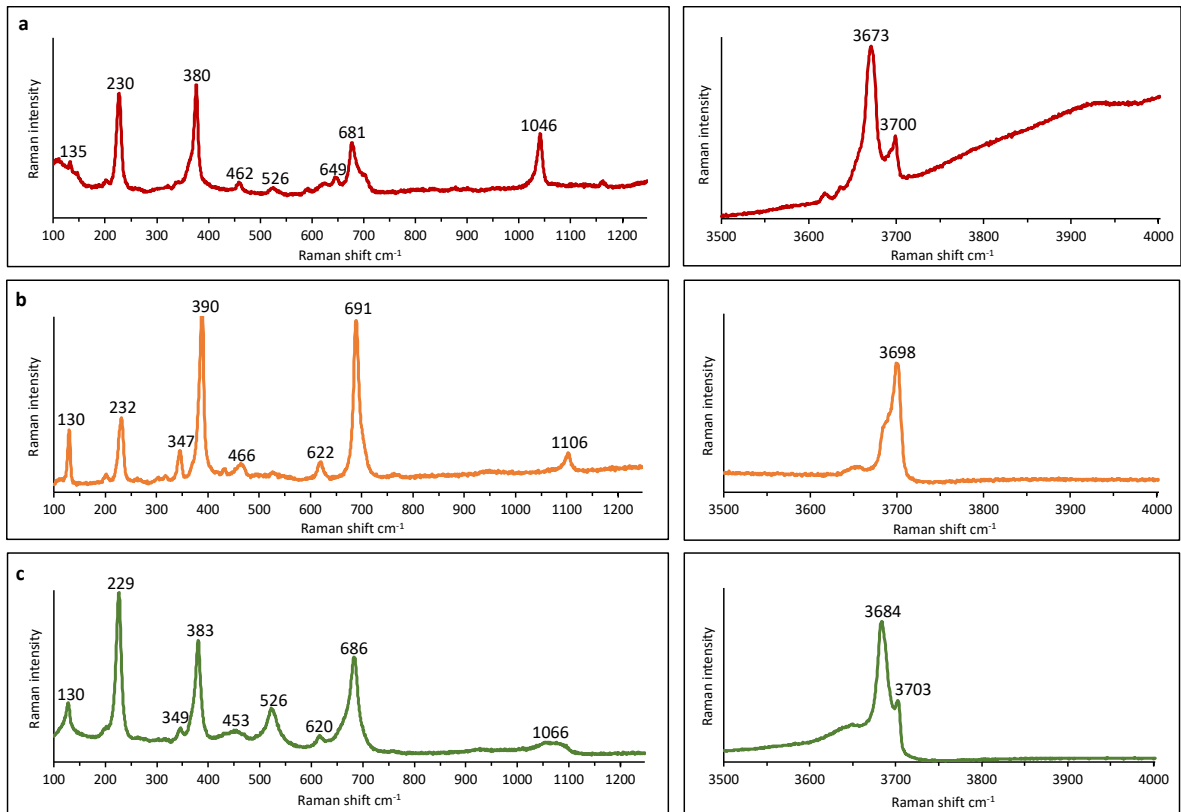 a
Raman intensity
135
230
380
462
526
649
681
1046
100 200 300 400 500 600 700 800 900 1000 1100 1200
Raman shift cm⁻¹
Raman intensity
3673
3700
3500 3600 3700 3800 3900 4000
Raman shift cm⁻¹
b
Raman intensity
130
232
347
390
466
622
691
1106
100 200 300 400 500 600 700 800 900 1000 1100 1200
Raman shift cm⁻¹
Raman intensity
3698
3500 3600 3700 3800 3900 4000
Raman shift cm⁻¹
c
Raman intensity
130
229
349
383
453
526
620
686
1066
100 200 300 400 500 600 700 800 900 1000 1100 1200
Raman shift cm⁻¹
Raman intensity
3684
3703
3500 3600 3700 3800 3900 4000
Raman shift cm⁻¹